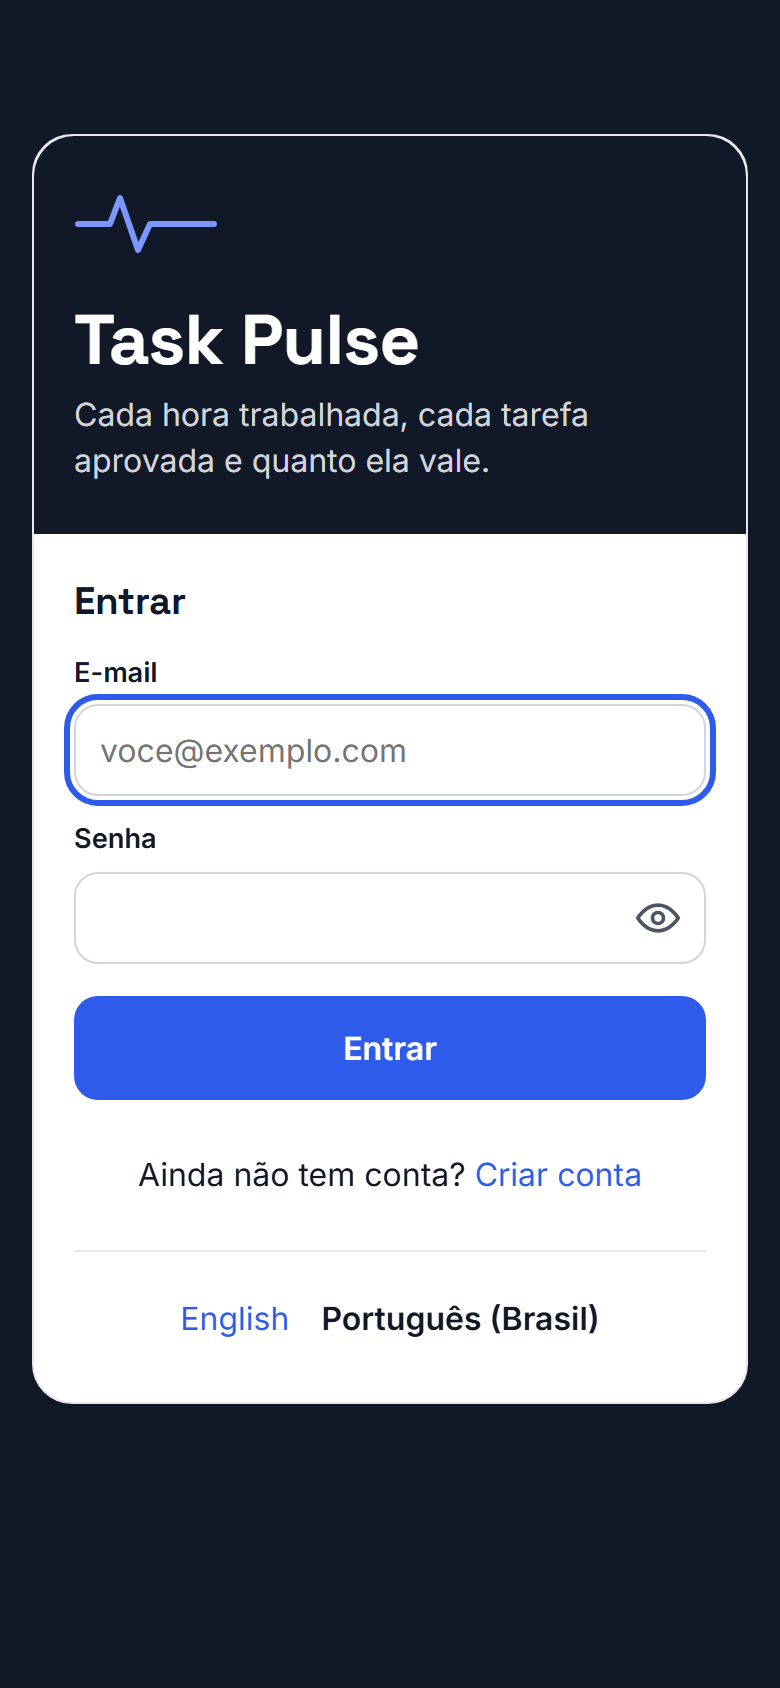 Task Pulse
Cada hora trabalhada, cada tarefa
aprovada e quanto ela vale.
Entrar
E-mail
voce@exemplo.com
Senha
Entrar
Ainda não tem conta? Criar conta
English Português (Brasil)